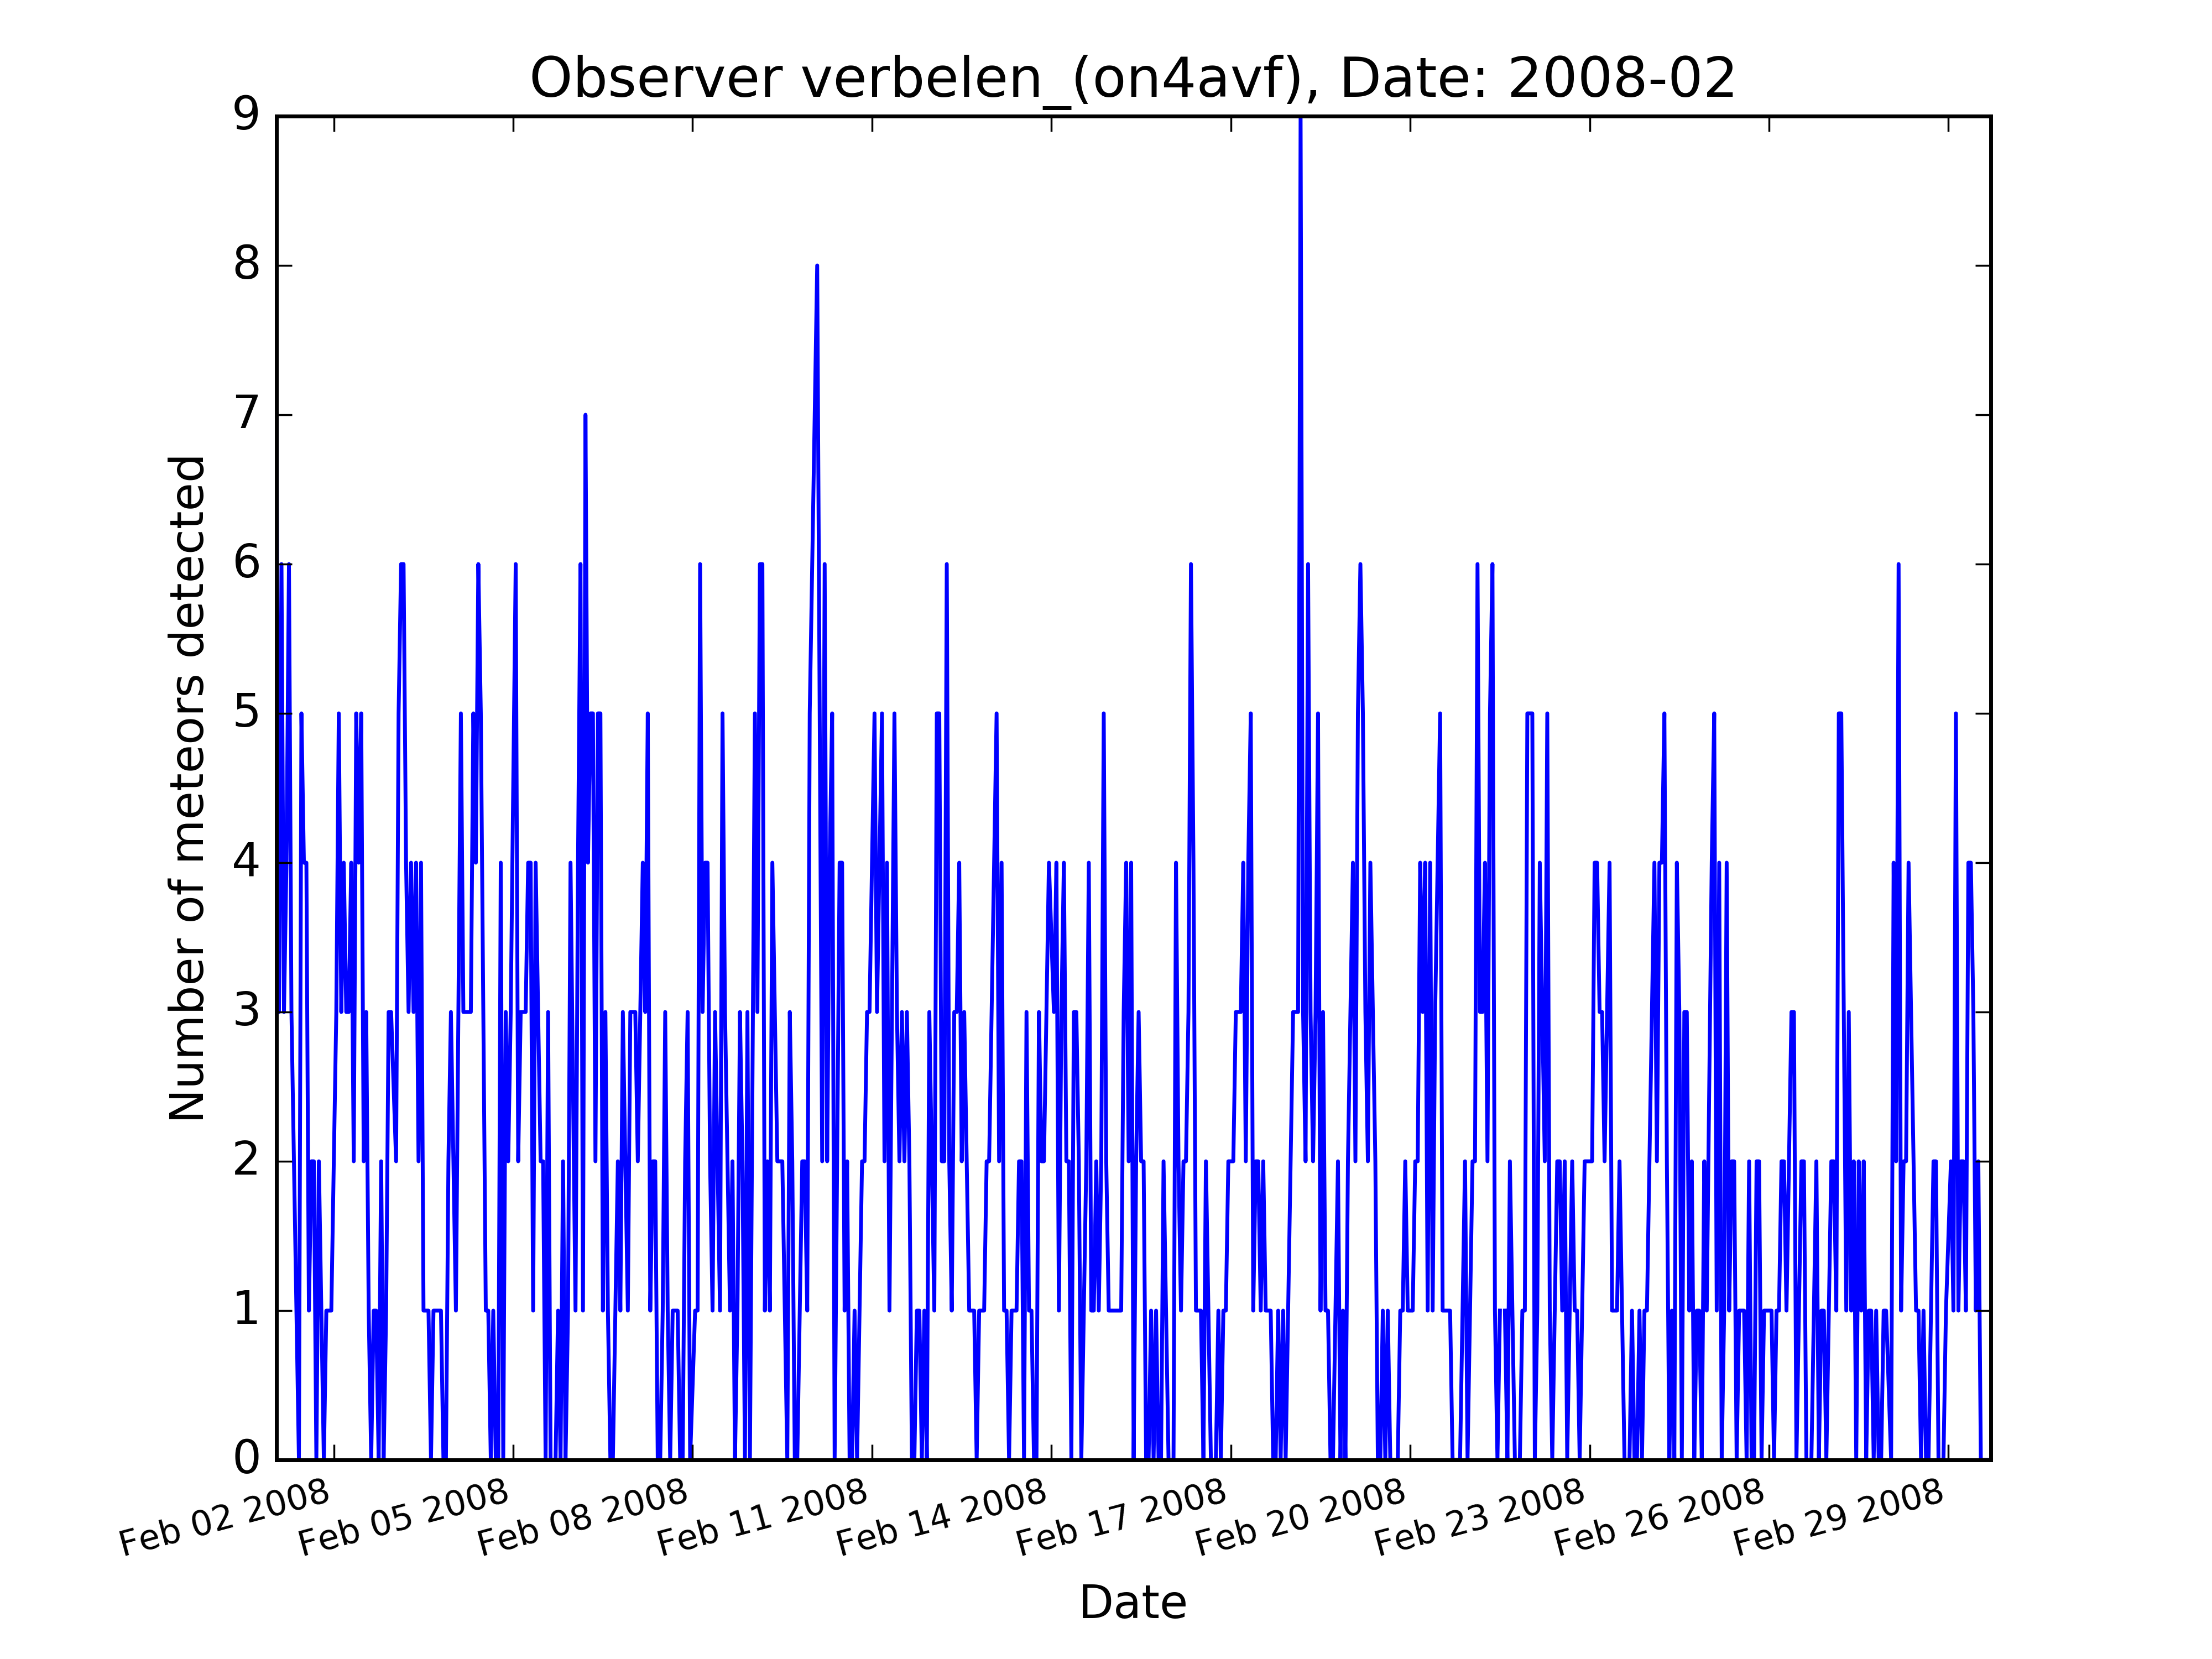 Observer verbelen_(on4avf), Date: 2008-02
9
8
7
6
5
4
3
2
1
0
Number of meteors detected
Feb 02 2008
Feb 05 2008
Feb 08 2008
Feb 11 2008
Feb 14 2008
Feb 17 2008
Feb 20 2008
Feb 23 2008
Feb 26 2008
Feb 29 2008
Date